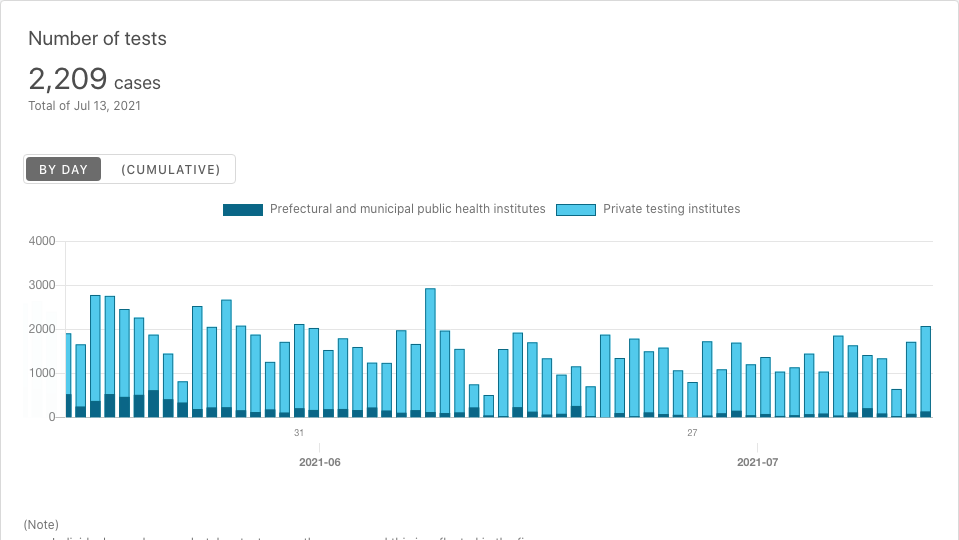 Number of tests
2,209 cases
Total of Jul 13, 2021
BY DAY (CUMULATIVE)
Prefectural and municipal public health institutes Private testing institutes
4000
3000
2000
1000
0
31 27
2021-06 2021-07
(Note)